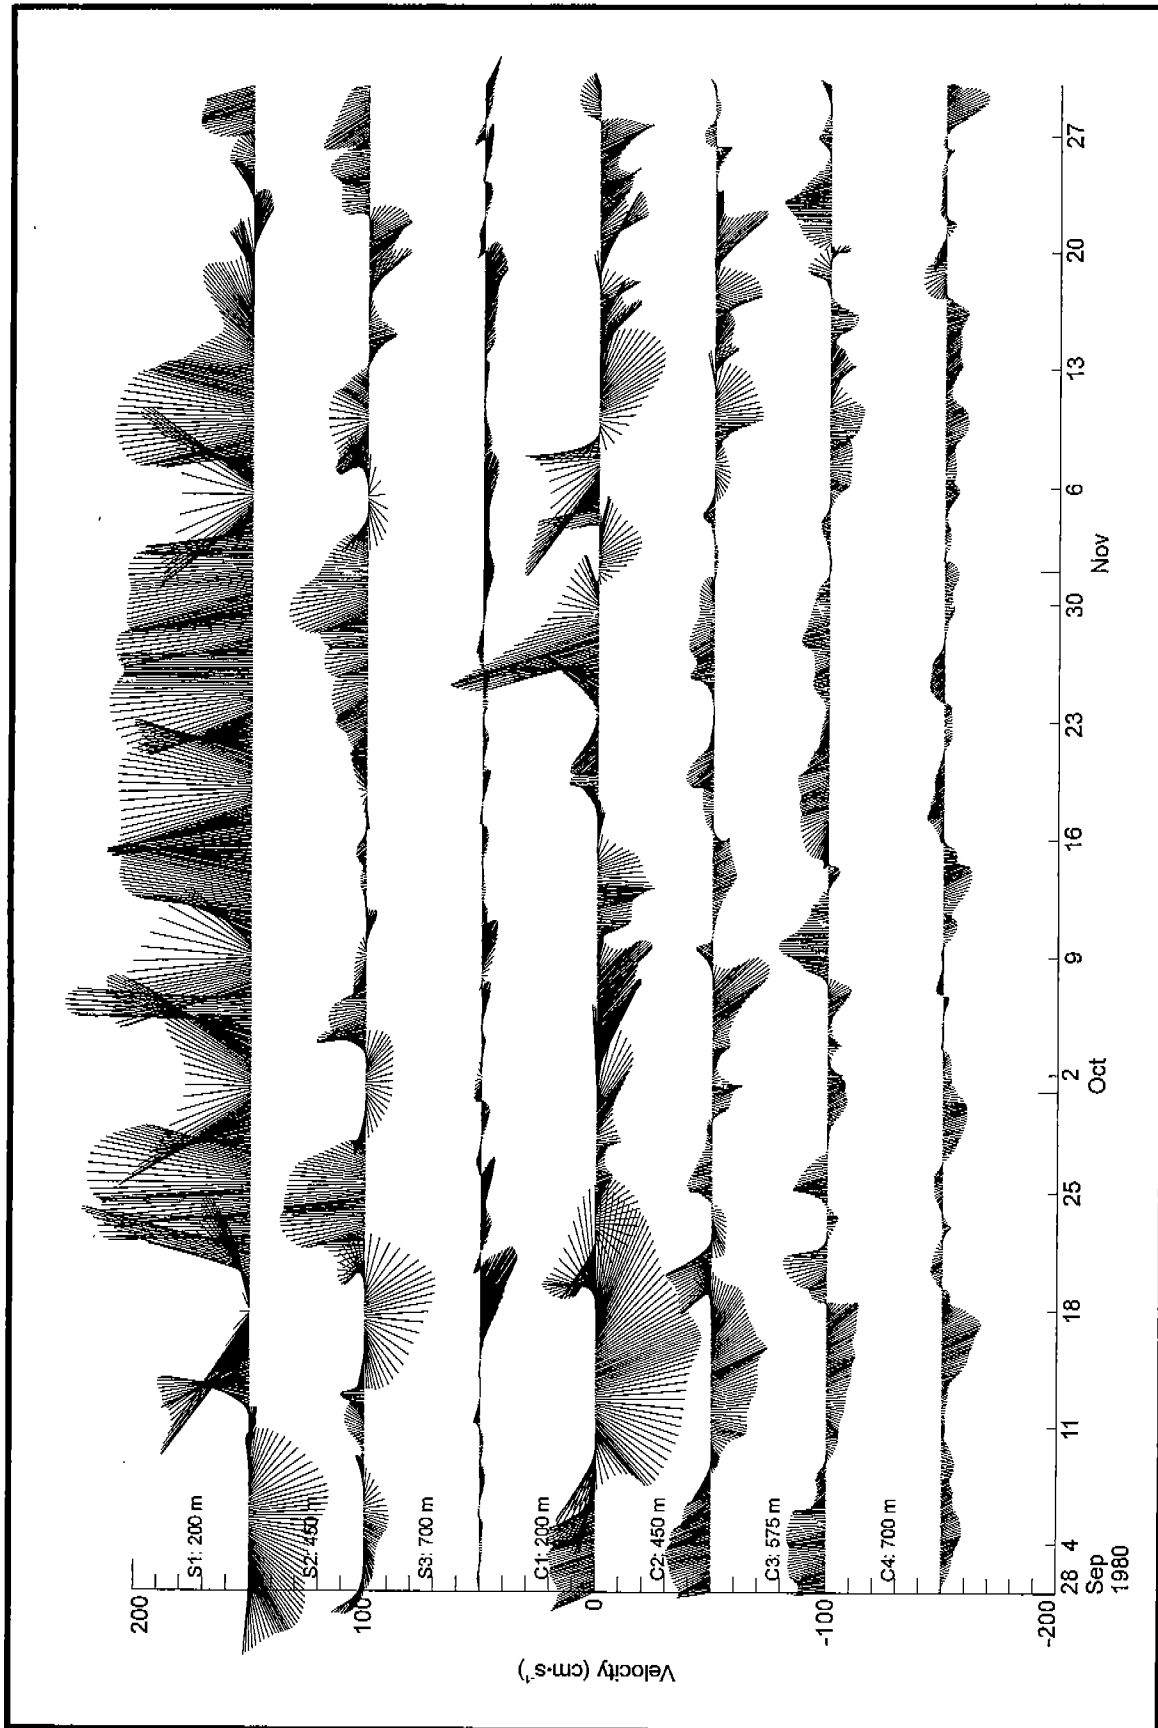 200
100
0
-100
-200
Velocity (cm·s⁻¹)
S1: 200 m
S2: 450 m
S3: 700 m
C1: 200 m
C2: 450 m
C3: 575 m
C4: 700 m
28 4 11 18 25 2 9 16 23 30 6 13 20 27
Sep Oct Nov
1980